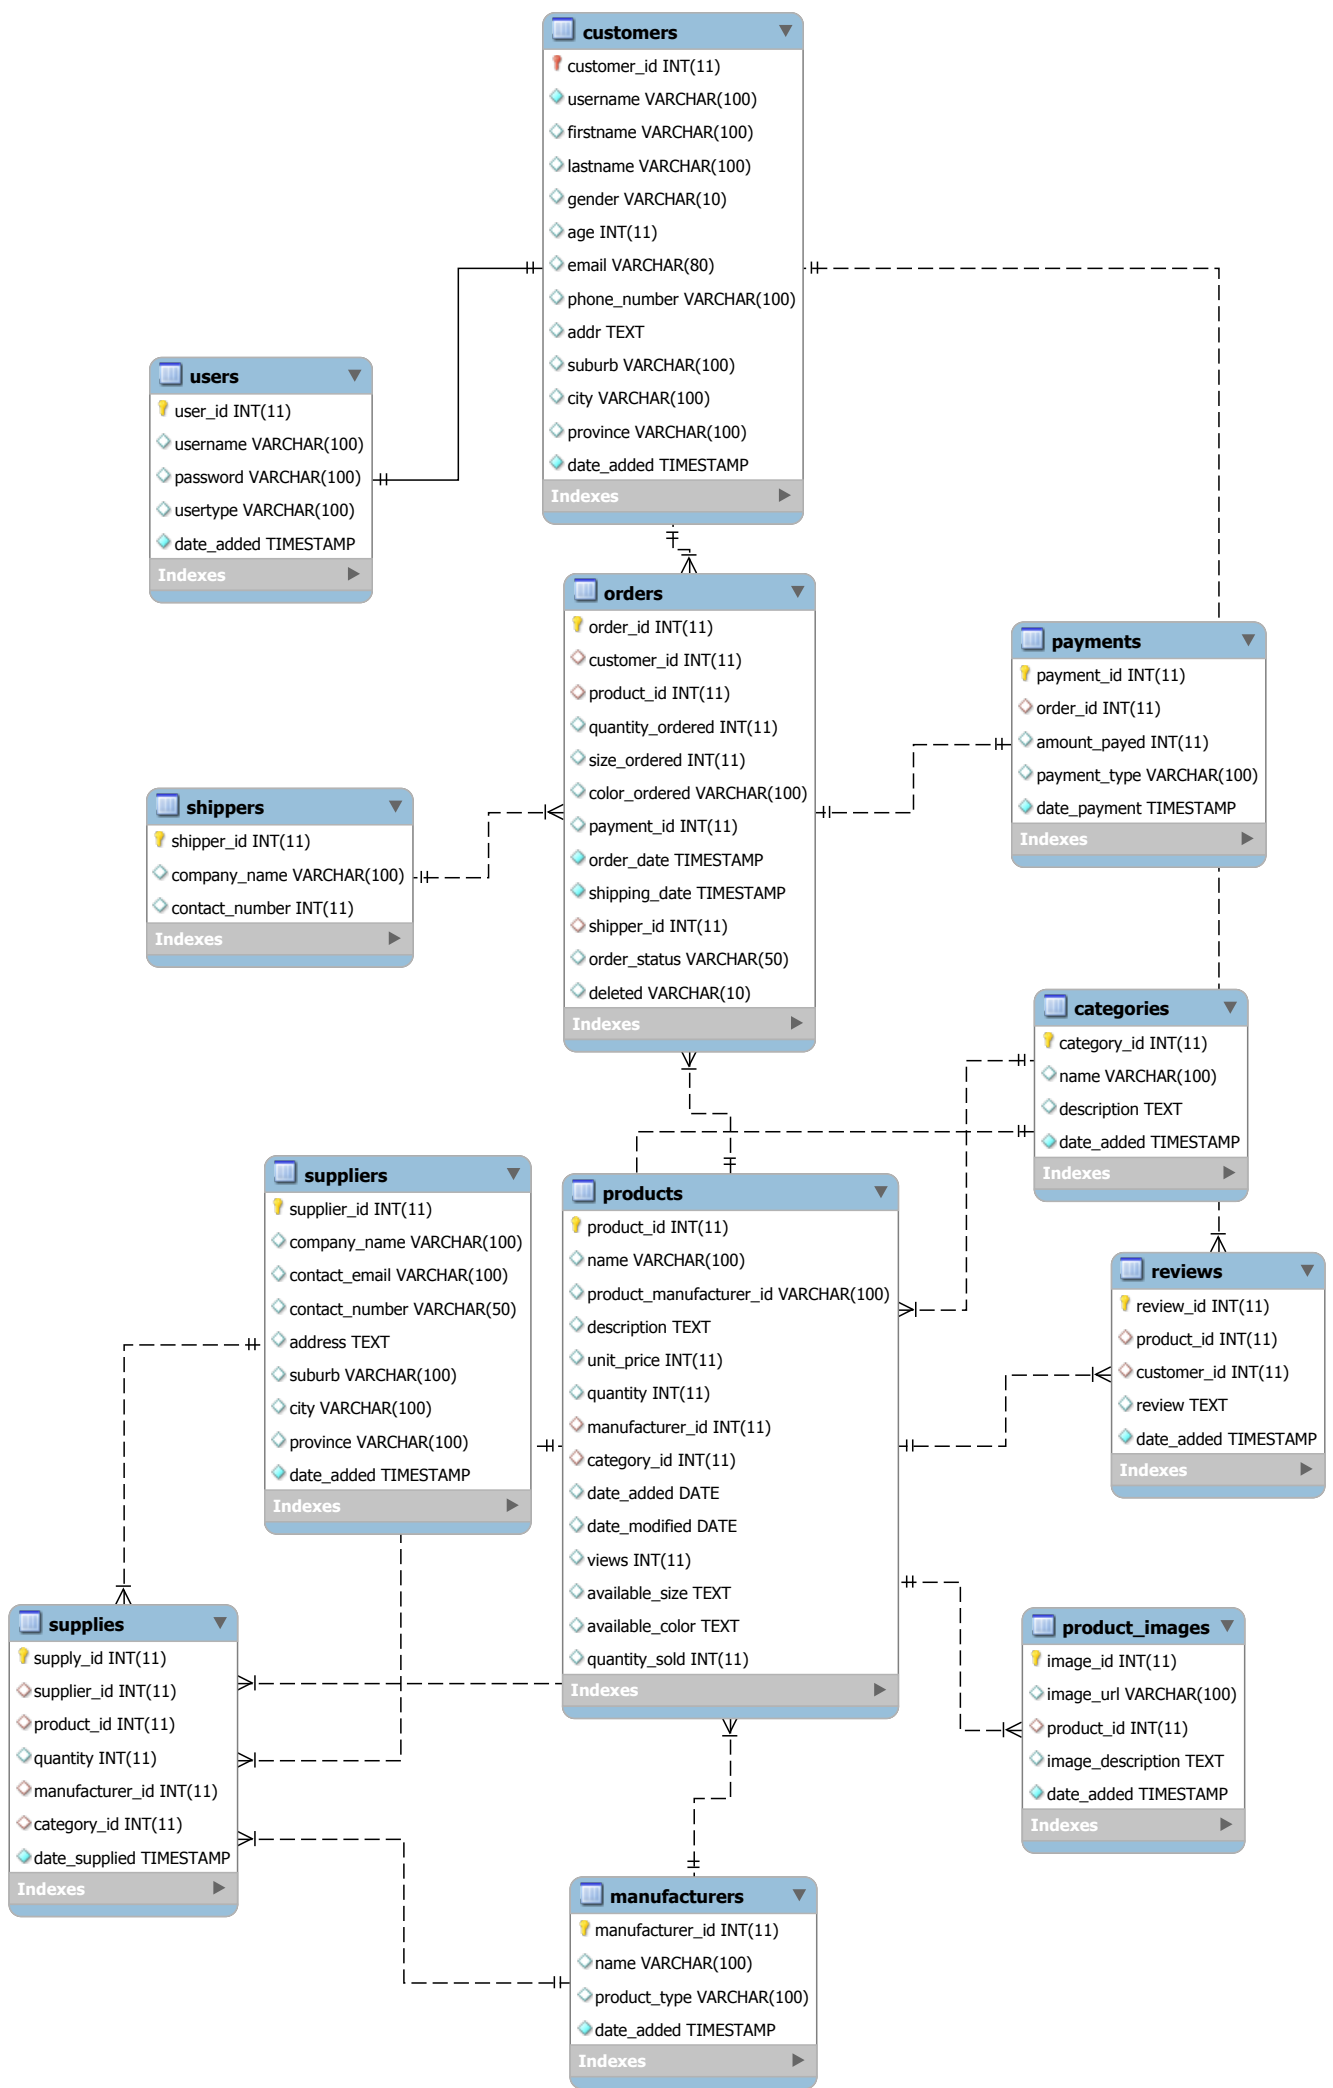 customers
customer_id INT(11)
username VARCHAR(100)
firstname VARCHAR(100)
lastname VARCHAR(100)
gender VARCHAR(10)
age INT(11)
email VARCHAR(80)
phone_number VARCHAR(100)
addr TEXT
suburb VARCHAR(100)
city VARCHAR(100)
province VARCHAR(100)
date_added TIMESTAMP
Indexes
users
user_id INT(11)
username VARCHAR(100)
password VARCHAR(100)
usertype VARCHAR(100)
date_added TIMESTAMP
Indexes
orders
order_id INT(11)
customer_id INT(11)
product_id INT(11)
quantity_ordered INT(11)
size_ordered INT(11)
color_ordered VARCHAR(100)
payment_id INT(11)
order_date TIMESTAMP
shipping_date TIMESTAMP
shipper_id INT(11)
order_status VARCHAR(50)
deleted VARCHAR(10)
Indexes
payments
payment_id INT(11)
order_id INT(11)
amount_payed INT(11)
payment_type VARCHAR(100)
date_payment TIMESTAMP
Indexes
shippers
shipper_id INT(11)
company_name VARCHAR(100)
contact_number INT(11)
Indexes
categories
category_id INT(11)
name VARCHAR(100)
description TEXT
date_added TIMESTAMP
Indexes
suppliers
supplier_id INT(11)
company_name VARCHAR(100)
contact_email VARCHAR(100)
contact_number VARCHAR(50)
address TEXT
suburb VARCHAR(100)
city VARCHAR(100)
province VARCHAR(100)
date_added TIMESTAMP
Indexes
products
product_id INT(11)
name VARCHAR(100)
product_manufacturer_id VARCHAR(100)
description TEXT
unit_price INT(11)
quantity INT(11)
manufacturer_id INT(11)
category_id INT(11)
date_added DATE
date_modified DATE
views INT(11)
available_size TEXT
available_color TEXT
quantity_sold INT(11)
Indexes
reviews
review_id INT(11)
product_id INT(11)
customer_id INT(11)
review TEXT
date_added TIMESTAMP
Indexes
supplies
supply_id INT(11)
supplier_id INT(11)
product_id INT(11)
quantity INT(11)
manufacturer_id INT(11)
category_id INT(11)
date_supplied TIMESTAMP
Indexes
product_images
image_id INT(11)
image_url VARCHAR(100)
product_id INT(11)
image_description TEXT
date_added TIMESTAMP
Indexes
manufacturers
manufacturer_id INT(11)
name VARCHAR(100)
product_type VARCHAR(100)
date_added TIMESTAMP
Indexes